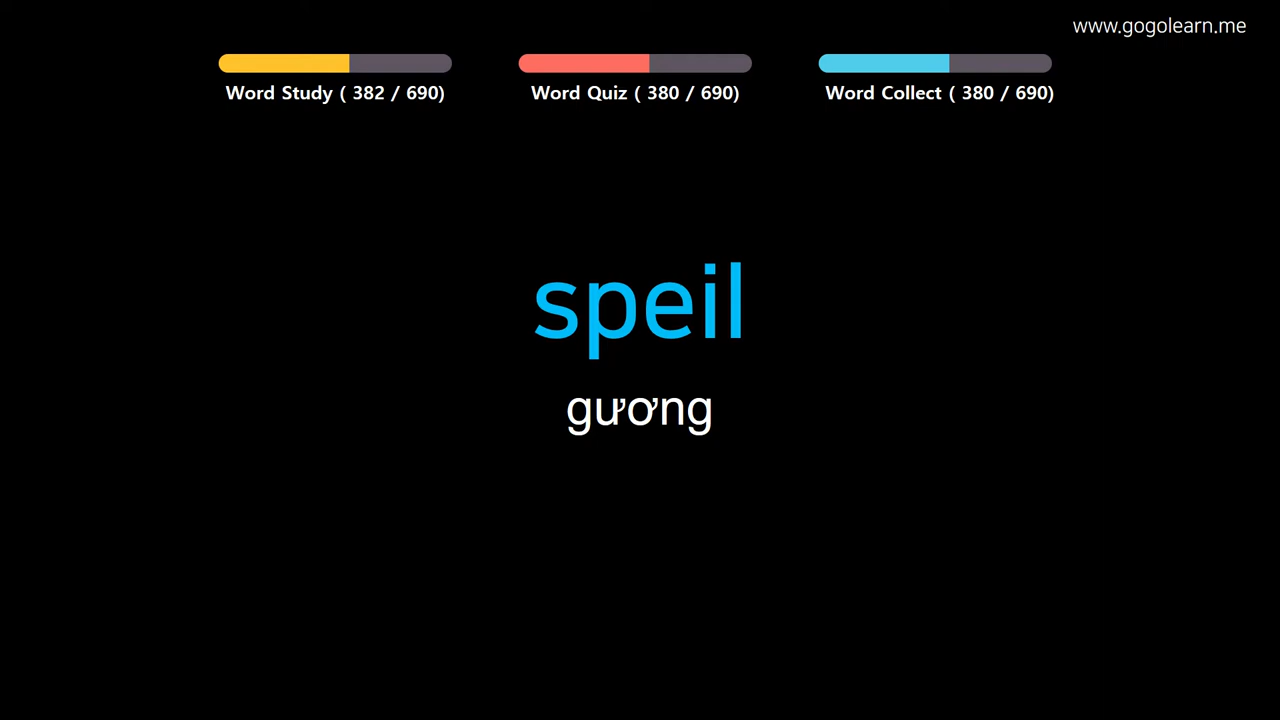 www.gogolearn.me
Word Study ( 382 / 690)
Word Quiz ( 380 / 690)
Word Collect ( 380 / 690)
speil
gương